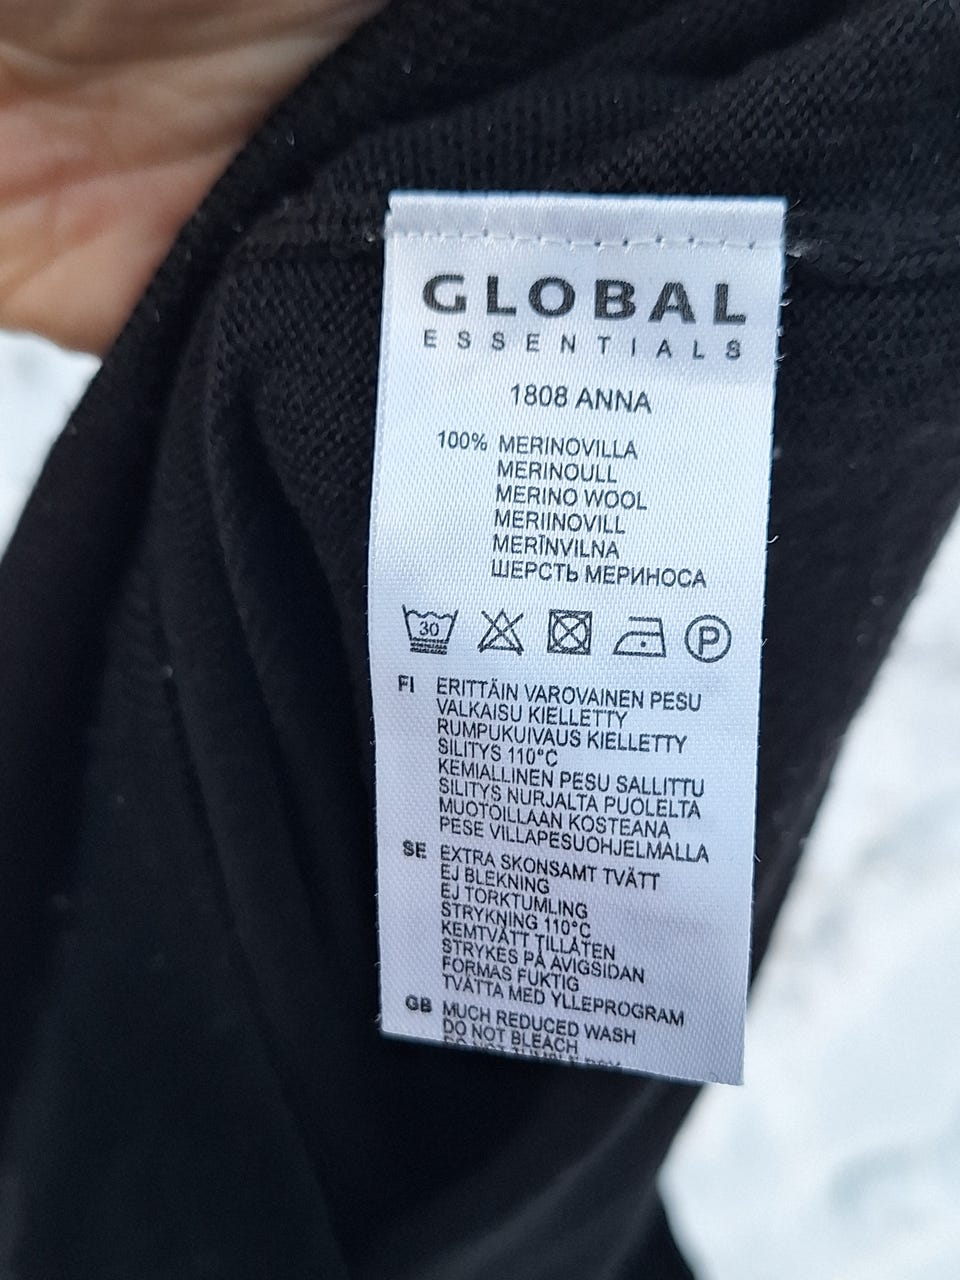 GLOBAL
ESSENTIALS
1808 ANNA
100% MERINOVILLA
MERINOULL
MERINO WOOL
MERIINOVILL
MERĪNVILNA
ШЕРСТЬ МЕРИНОСА
30 P
FI ERITTÄIN VAROVAINEN PESU
VALKAISU KIELLETTY
RUMPUKUIVAUS KIELLETTY
SILITYS 110°C
KEMIALLINEN PESU SALLITTU
SILITYS NURJALTA PUOLELTA
MUOTOILLAAN KOSTEANA
PESE VILLAPESUOHJELMALLA
SE EXTRA SKONSAMT TVÄTT
EJ BLEKNING
EJ TORKTUMLING
STRYKNING 110°C
KEMTVÄTT TILLÅTEN
STRYKES PÅ AVIGSIDAN
FORMAS FUKTIG
TVÄTTA MED YLLEPROGRAM
GB MUCH REDUCED WASH
DO NOT BLEACH